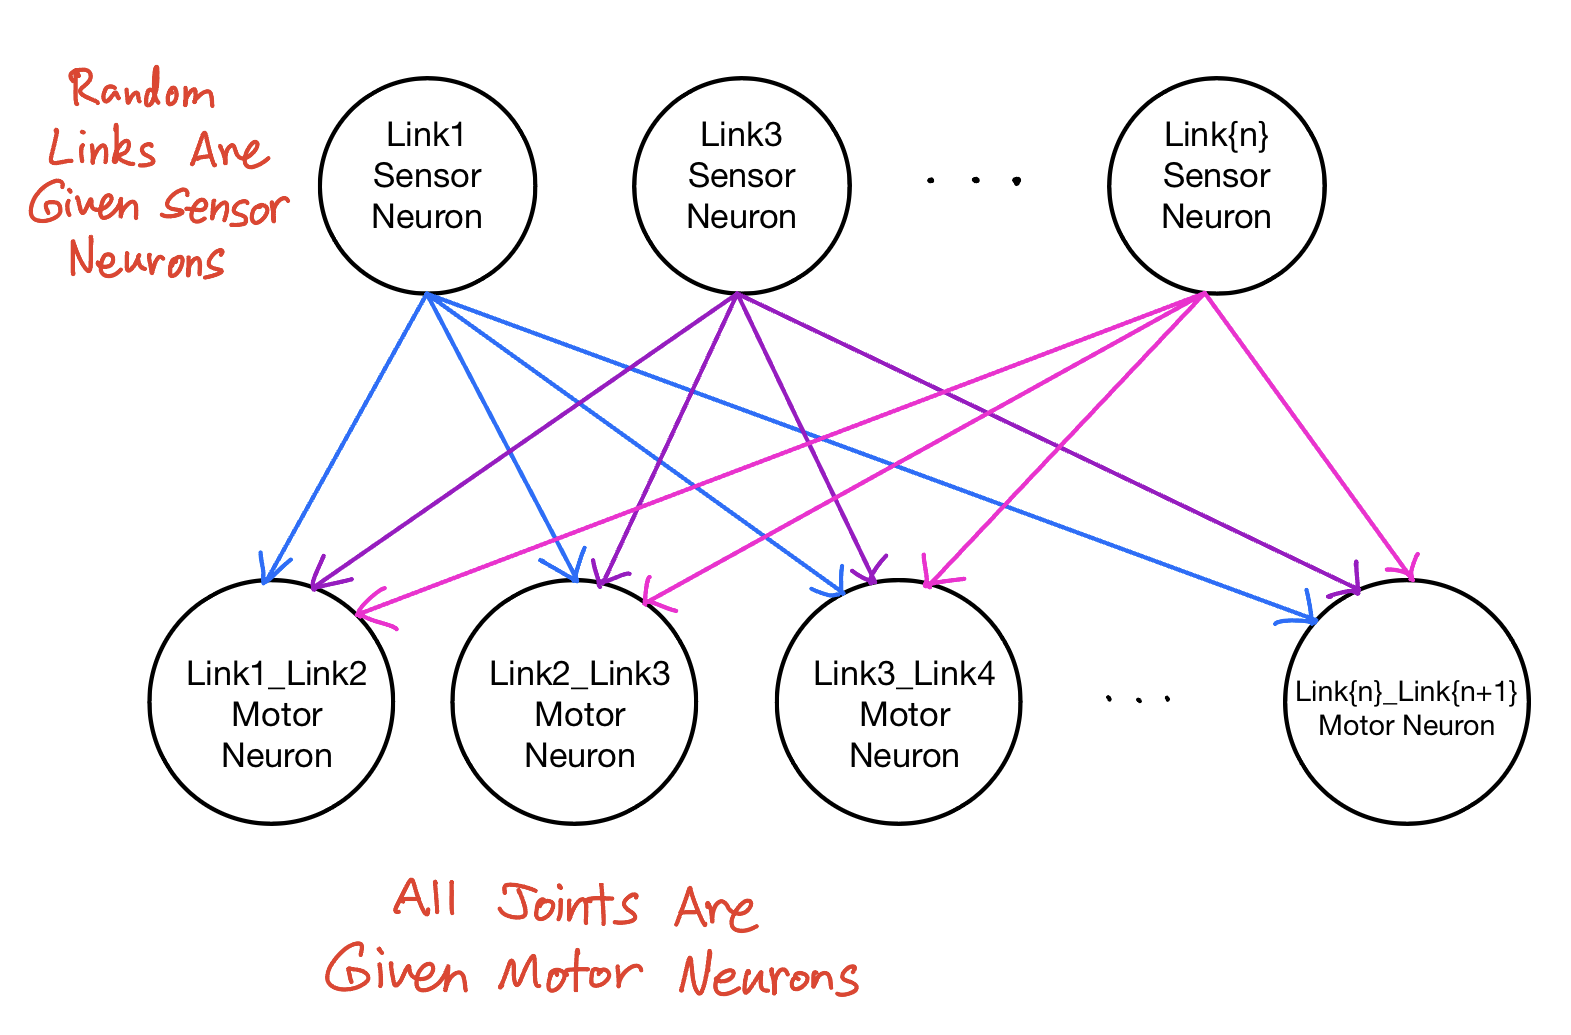 Random
Links Are
Given Sensor
Neurons
Link1
Sensor
Neuron
Link3
Sensor
Neuron
. . .
Link{n}
Sensor
Neuron
Link1_Link2
Motor
Neuron
Link2_Link3
Motor
Neuron
Link3_Link4
Motor
Neuron
. . .
Link{n}_Link{n+1}
Motor Neuron
All Joints Are
Given Motor Neurons